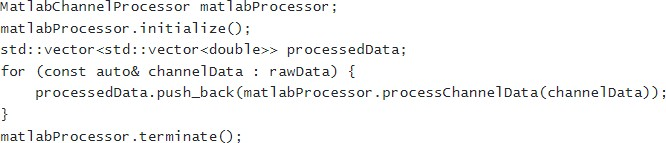 MatlabChannelProcessor matlabProcessor;
matlabProcessor.initialize();
std::vector<std::vector<double>> processedData;
for (const auto& channelData : rawData) {
    processedData.push_back(matlabProcessor.processChannelData(channelData));
}
matlabProcessor.terminate();